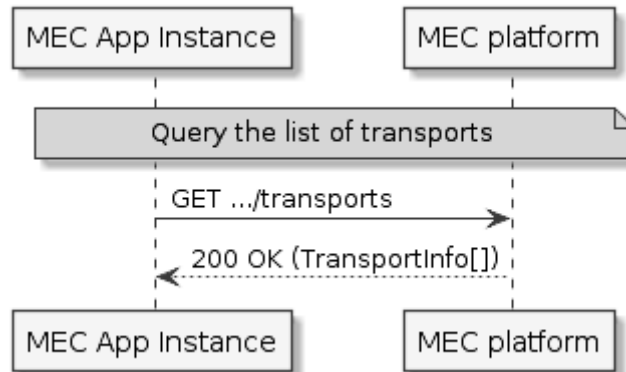 MEC App Instance
MEC platform
Query the list of transports
GET .../transports
200 OK (TransportInfo[])
MEC App Instance
MEC platform